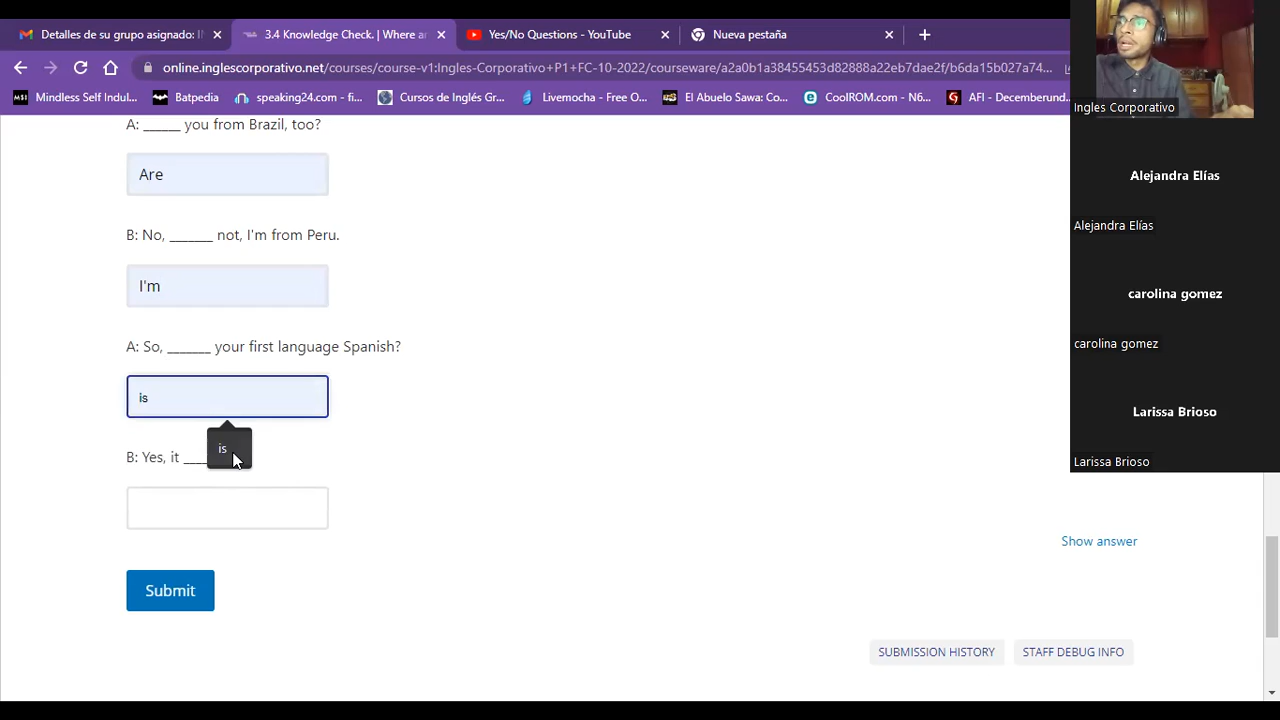 Detalles de su grupo asignado: I
3.4 Knowledge Check. | Where ar
Yes/No Questions - YouTube
Nueva pestaña
online.inglescorporativo.net/courses/course-v1:Ingles-Corporativo+P1+FC-10-2022/courseware/a2a0b1a38455453d82888a22eb7dae2f/b6da15b027a74...
Mindless Self Indul...
Batpedia
speaking24.com - fi...
Cursos de Inglés Gr...
Livemocha - Free O...
El Abuelo Sawa: Co...
CoolROM.com - N6...
AFI - Decemberund...
A: _____ you from Brazil, too?
Are
B: No, ______ not, I'm from Peru.
I'm
A: So, ______ your first language Spanish?
is
is
B: Yes, it ____
Submit
Show answer
SUBMISSION HISTORY
STAFF DEBUG INFO
Ingles Corporativo
Alejandra Elías
Alejandra Elías
carolina gomez
carolina gomez
Larissa Brioso
Larissa Brioso